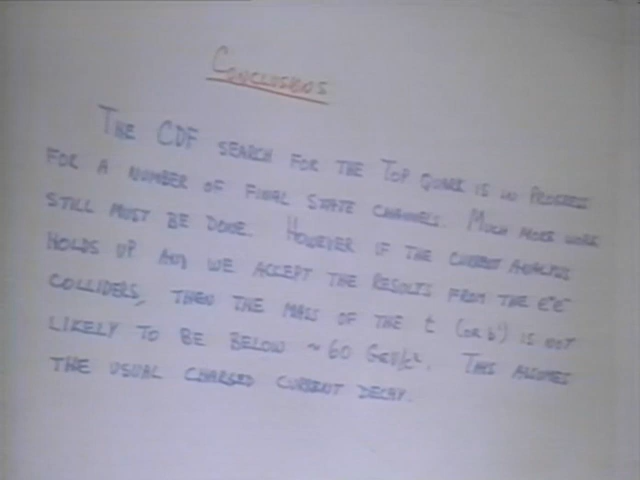 CONCLUSIONS
THE CDF SEARCH FOR THE TOP QUARK IS IN PROGRESS
FOR A NUMBER OF FINAL STATE CHANNELS. MUCH MORE WORK
STILL MUST BE DONE. HOWEVER IF THE CURRENT ANALYSIS
HOLDS UP AND WE ACCEPT THE RESULTS FROM THE e⁺e⁻
COLLIDERS, THEN THE MASS OF THE t (OR b') IS NOT
LIKELY TO BE BELOW ~ 60 GeV/c². THIS ASSUMES
THE USUAL CHARGED CURRENT DECAY.